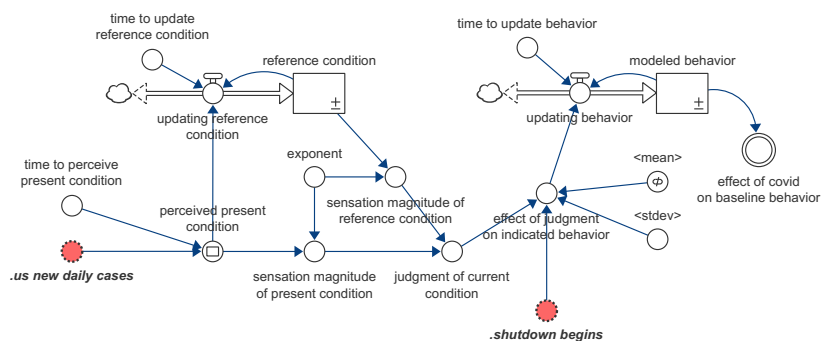 time to update
reference condition
reference condition
updating reference
condition
time to update behavior
modeled behavior
updating behavior
time to perceive
present condition
exponent
<mean>
effect of covid
on baseline behavior
sensation magnitude of
reference condition
perceived present
condition
<stdev>
effect of judgment
on indicated behavior
.us new daily cases
sensation magnitude
of present condition
judgment of current
condition
.shutdown begins